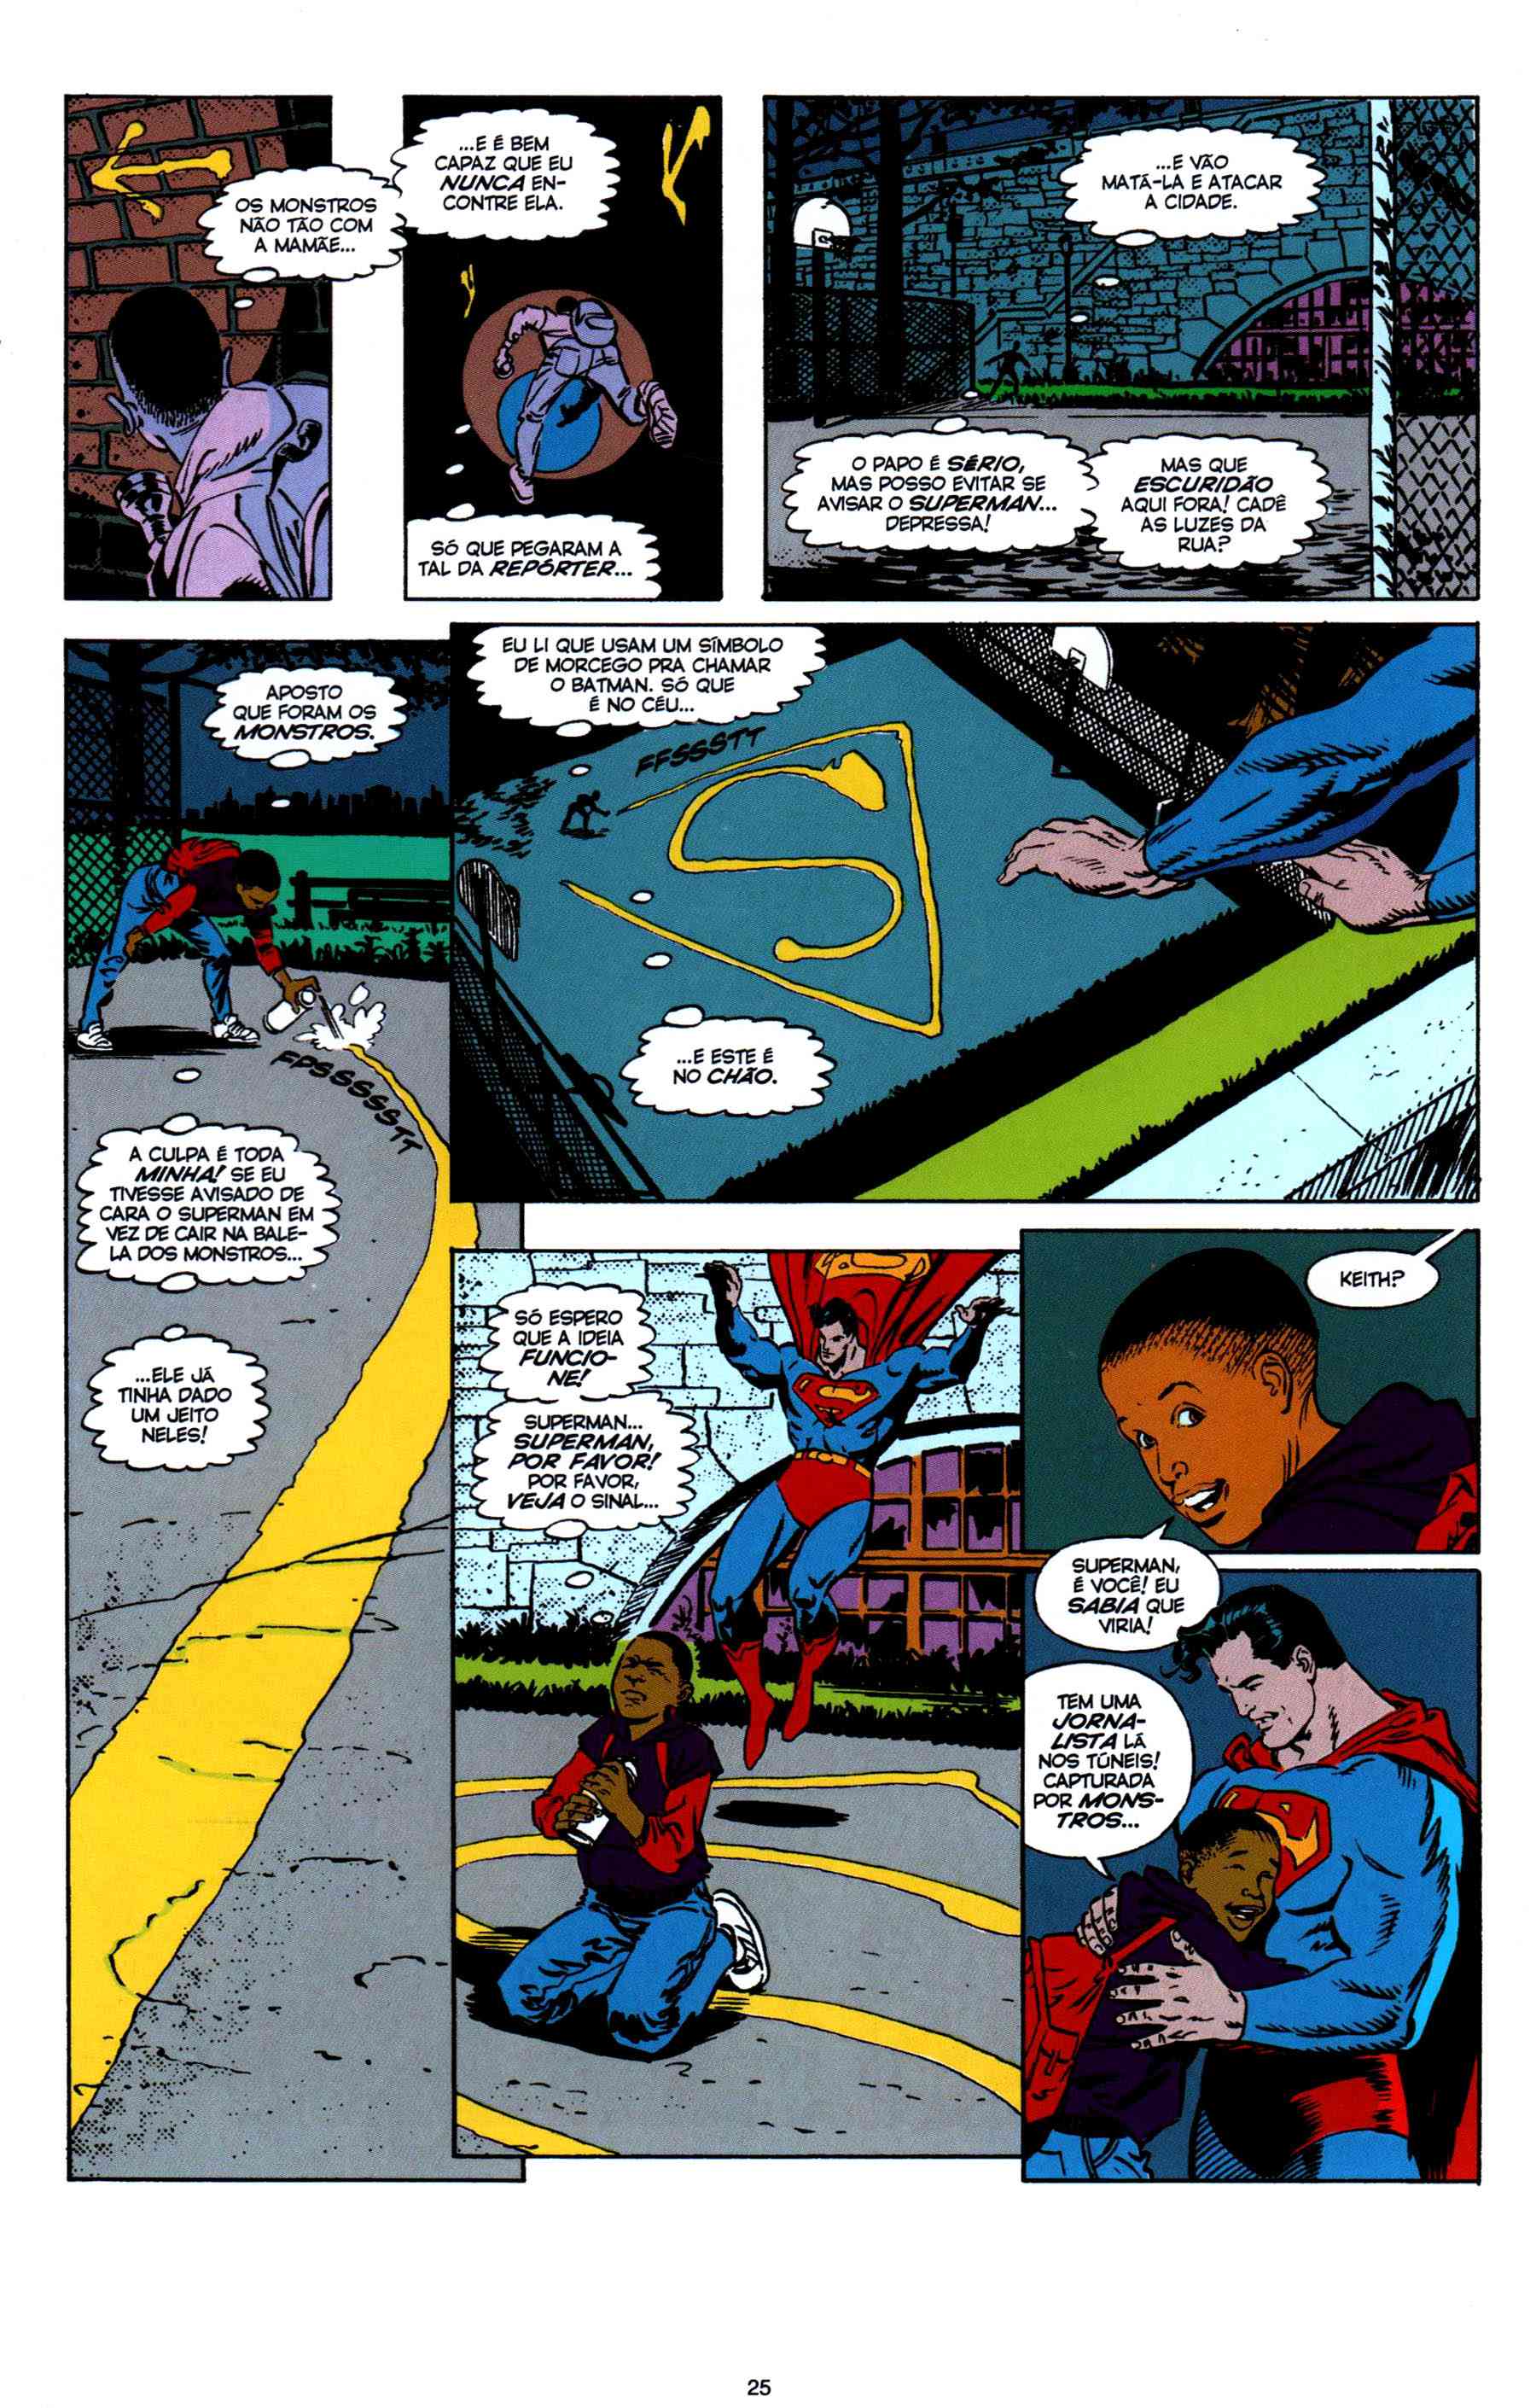 OS MONSTROS
NÃO TÃO COM
A MAMÃE...
...E É BEM
CAPAZ QUE EU
NUNCA EN-
CONTRE ELA.
SÓ QUE PEGARAM A
TAL DA REPÓRTER...
...E VÃO
MATÁ-LA E ATACAR
A CIDADE.
O PAPO É SÉRIO,
MAS POSSO EVITAR SE
AVISAR O SUPERMAN...
DEPRESSA!
MAS QUE
ESCURIDÃO
AQUI FORA! CADÊ
AS LUZES DA
RUA?
APOSTO
QUE FORAM OS
MONSTROS.
FPSSSSSSTT
A CULPA É TODA
MINHA! SE EU
TIVESSE AVISADO DE
CARA O SUPERMAN EM
VEZ DE CAIR NA BALE-
LA DOS MONSTROS...
...ELE JÁ
TINHA DADO
UM JEITO
NELES!
EU LI QUE USAM UM SÍMBOLO
DE MORCEGO PRA CHAMAR
O BATMAN. SÓ QUE
É NO CÉU...
FFSSSTT
S
...E ESTE É
NO CHÃO.
SÓ ESPERO
QUE A IDEIA
FUNCIO-
NE!
SUPERMAN...
SUPERMAN,
POR FAVOR!
POR FAVOR,
VEJA O SINAL...
KEITH?
SUPERMAN,
É VOCÊ! EU
SABIA QUE
VIRIA!
TEM UMA
JORNA-
LISTA LÁ
NOS TÚNEIS!
CAPTURADA
POR MONS-
TROS...
25